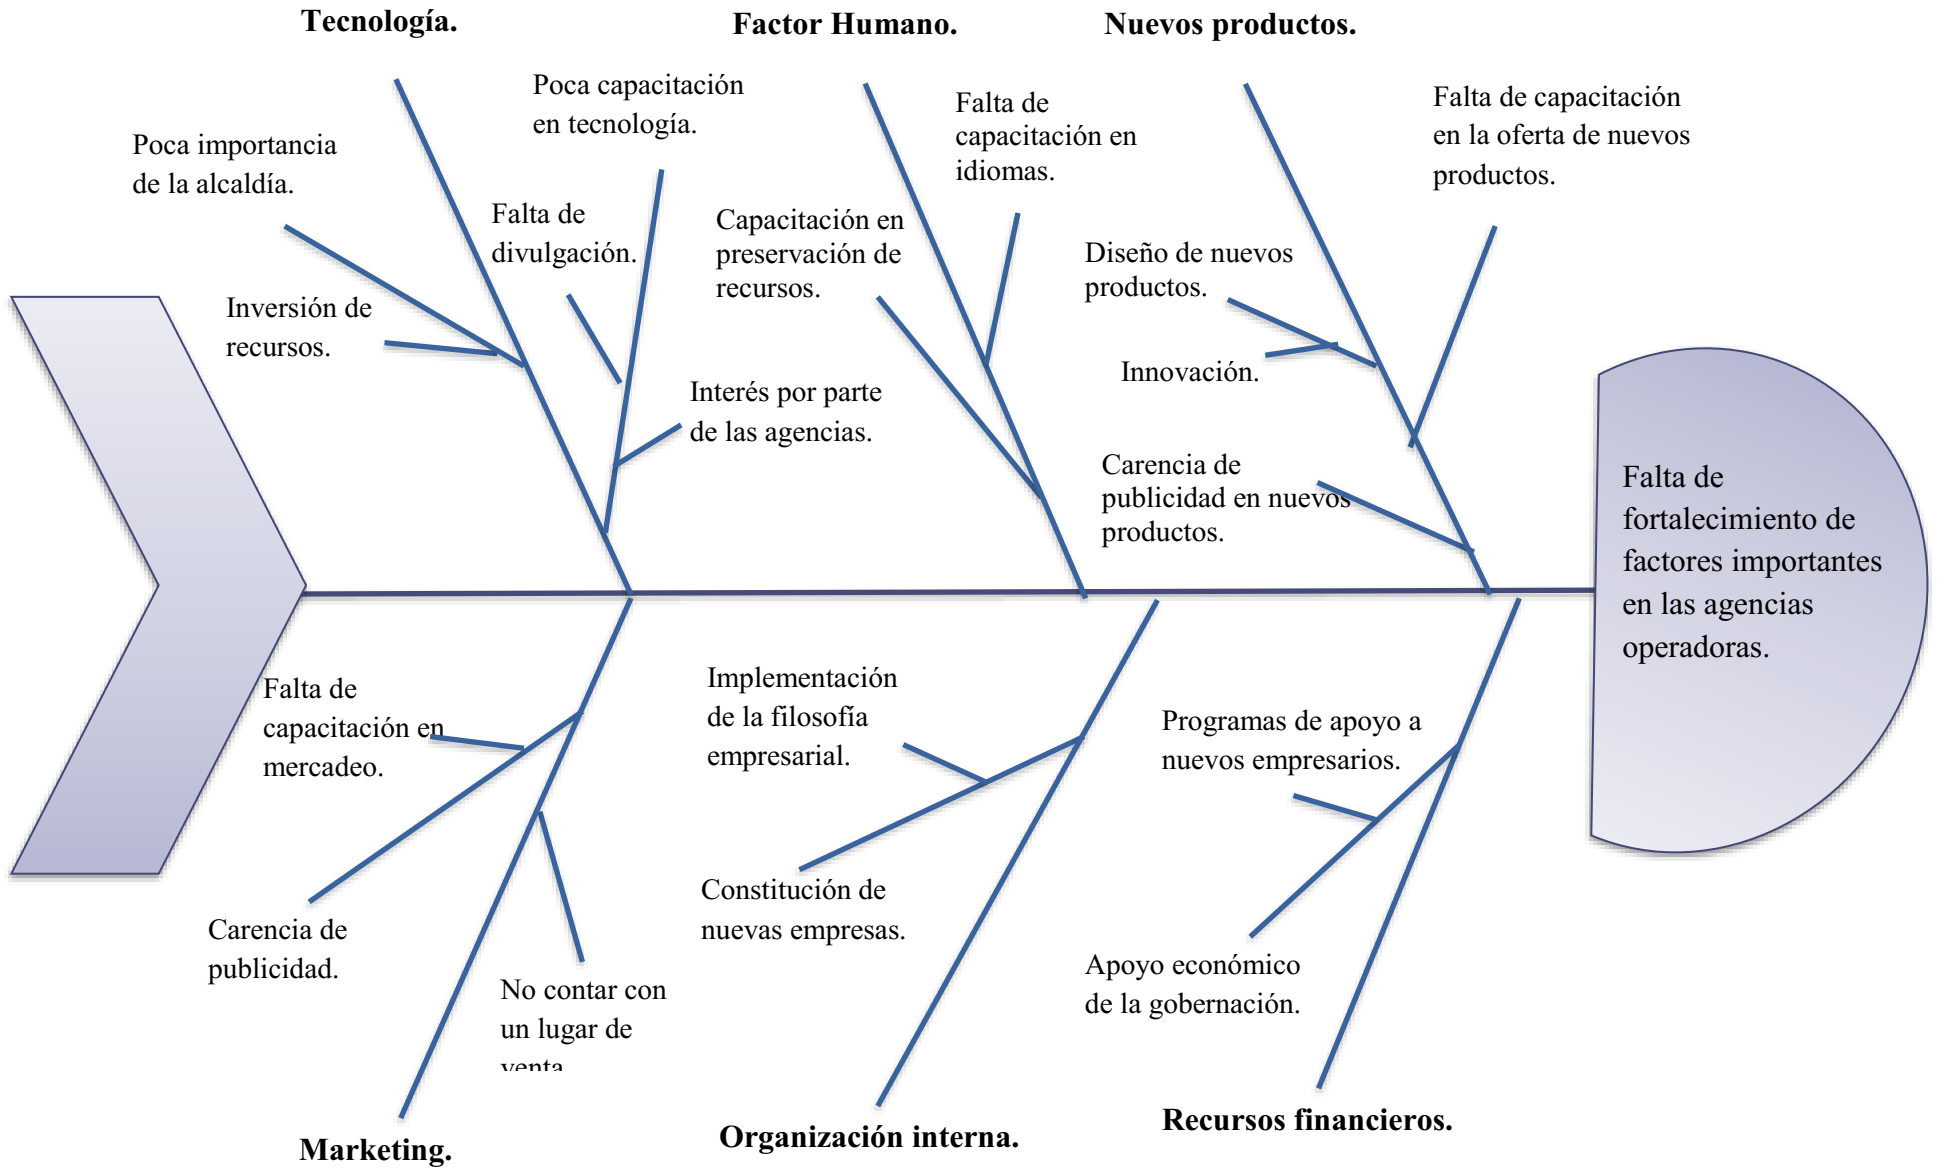 Tecnología.
Factor Humano.
Nuevos productos.
Poca capacitación
en tecnología.
Falta de
capacitación en
idiomas.
Falta de capacitación
en la oferta de nuevos
productos.
Poca importancia
de la alcaldía.
Falta de
divulgación.
Capacitación en
preservación de
recursos.
Diseño de nuevos
productos.
Inversión de
recursos.
Innovación.
Interés por parte
de las agencias.
Carencia de
publicidad en nuevos
productos.
Falta de
fortalecimiento de
factores importantes
en las agencias
operadoras.
Falta de
capacitación en
mercadeo.
Implementación
de la filosofía
empresarial.
Programas de apoyo a
nuevos empresarios.
Carencia de
publicidad.
Constitución de
nuevas empresas.
No contar con
un lugar de
venta
Apoyo económico
de la gobernación.
Marketing.
Organización interna.
Recursos financieros.